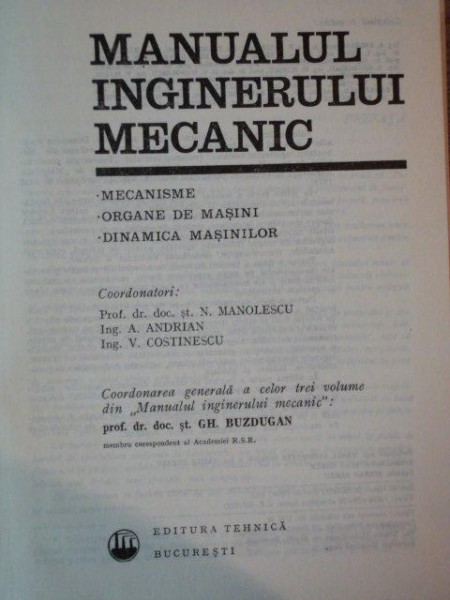 MANUALUL
INGINERULUI
MECANIC
·MECANISME
·ORGANE DE MAȘINI
·DINAMICA MAȘINILOR
Coordonatori:
Prof. dr. doc. șt. N. MANOLESCU
Ing. A. ANDRIAN
Ing. V. COSTINESCU
Coordonarea generală a celor trei volume
din „Manualul inginerului mecanic":
prof. dr. doc. șt. GH. BUZDUGAN
membru corespondent al Academiei R.S.R.
EDITURA TEHNICĂ
BUCUREȘTI